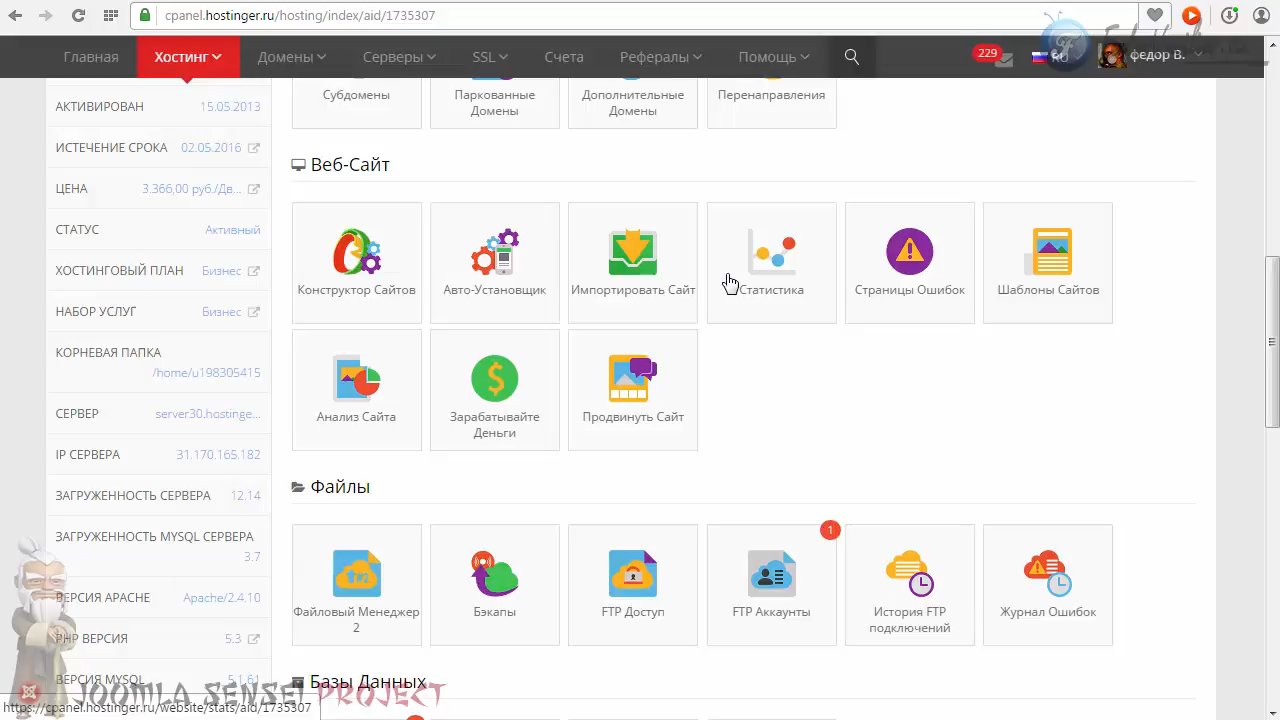 cpanel.hostinger.ru/hosting/index/aid/1735307
Главная
Хостинг
Домены
Серверы
SSL
Счета
Рефералы
Помощь
229
RU
федор В.
Субдомены
Паркованные
Домены
Дополнительные
Домены
Перенаправления
АКТИВИРОВАН 15.05.2013
ИСТЕЧЕНИЕ СРОКА 02.05.2016
ЦЕНА 3.366,00 руб./Дв...
СТАТУС Активный
ХОСТИНГОВЫЙ ПЛАН Бизнес
НАБОР УСЛУГ Бизнес
КОРНЕВАЯ ПАПКА
/home/u198305415
СЕРВЕР server30.hostinge...
IP СЕРВЕРА 31.170.165.182
ЗАГРУЖЕННОСТЬ СЕРВЕРА 12.14
ЗАГРУЖЕННОСТЬ MYSQL СЕРВЕРА
3.7
ВЕРСИЯ APACHE Apache/2.4.10
PHP ВЕРСИЯ 5.3
ВЕРСИЯ MYSQL 5.1.61
Веб-Сайт
Конструктор Сайтов
Авто-Установщик
Импортировать Сайт
Статистика
Страницы Ошибок
Шаблоны Сайтов
Анализ Сайта
Зарабатывайте
Деньги
Продвинуть Сайт
Файлы
Файловый Менеджер
2
Бэкапы
FTP Доступ
1
FTP Аккаунты
История FTP
подключений
Журнал Ошибок
Базы Данных
JOOMLA SENSEI PROJECT
https://cpanel.hostinger.ru/website/stats/aid/1735307